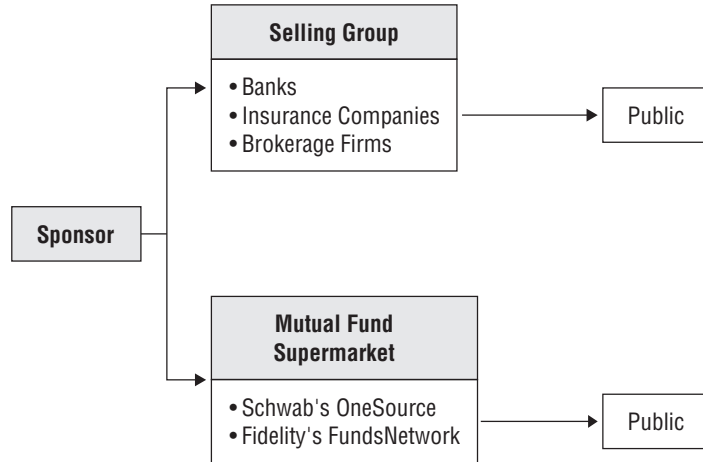 Selling Group
• Banks
• Insurance Companies
• Brokerage Firms
Public
Sponsor
Mutual Fund
Supermarket
• Schwab's OneSource
• Fidelity's FundsNetwork
Public